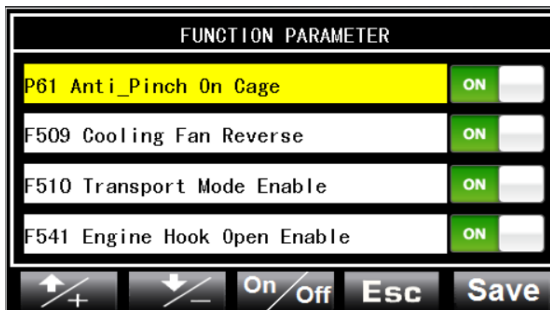 FUNCTION PARAMETER
P61 Anti_Pinch On Cage ON
F509 Cooling Fan Reverse ON
F510 Transport Mode Enable ON
F541 Engine Hook Open Enable ON
↑/+ ↓/- On/Off Esc Save